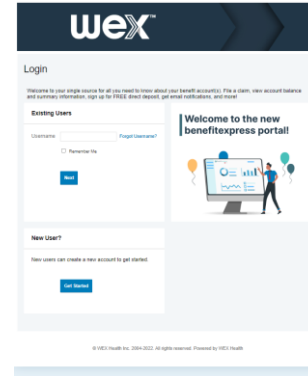 wex™
Login
Welcome to your single source for all you need to know about your benefit account(s). File a claim, view account balance
and summary information, sign up for FREE direct deposit, get email notifications, and more!
Existing Users
Username
Forgot Username?
Remember Me
Next
Welcome to the new
benefitexpress portal!
New User?
New users can create a new account to get started.
Get Started
© WEX Health Inc. 2004-2022. All rights reserved. Powered by WEX Health